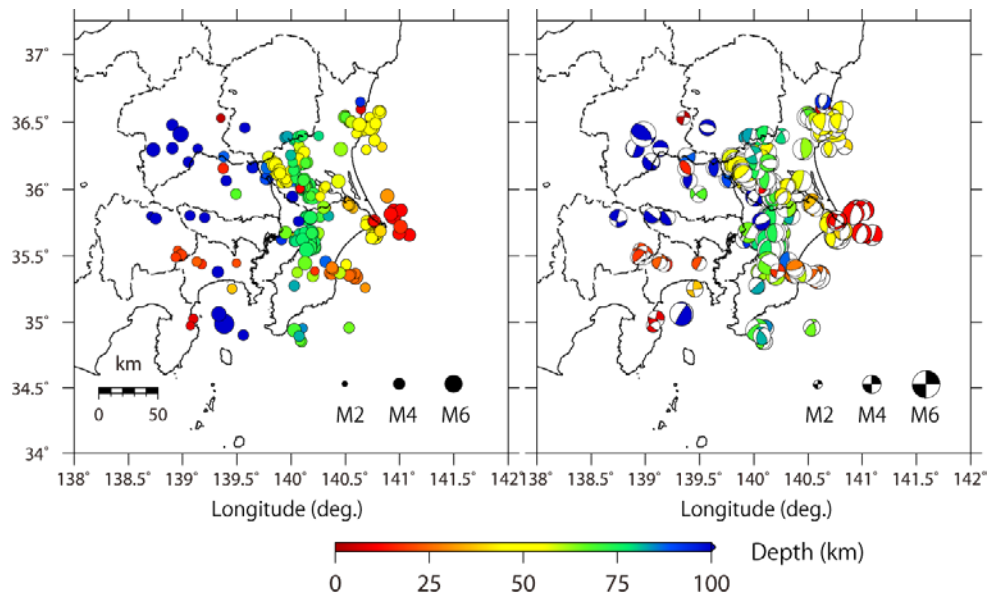 37˚
36.5˚
36˚
35.5˚
35˚
34.5˚
34˚
km
0 50
M2 M4 M6
M2 M4 M6
138˚ 138.5˚ 139˚ 139.5˚ 140˚ 140.5˚ 141˚ 141.5˚ 142˚
138˚ 138.5˚ 139˚ 139.5˚ 140˚ 140.5˚ 141˚ 141.5˚ 142˚
Longitude (deg.) Longitude (deg.)
Depth (km)
0 25 50 75 100